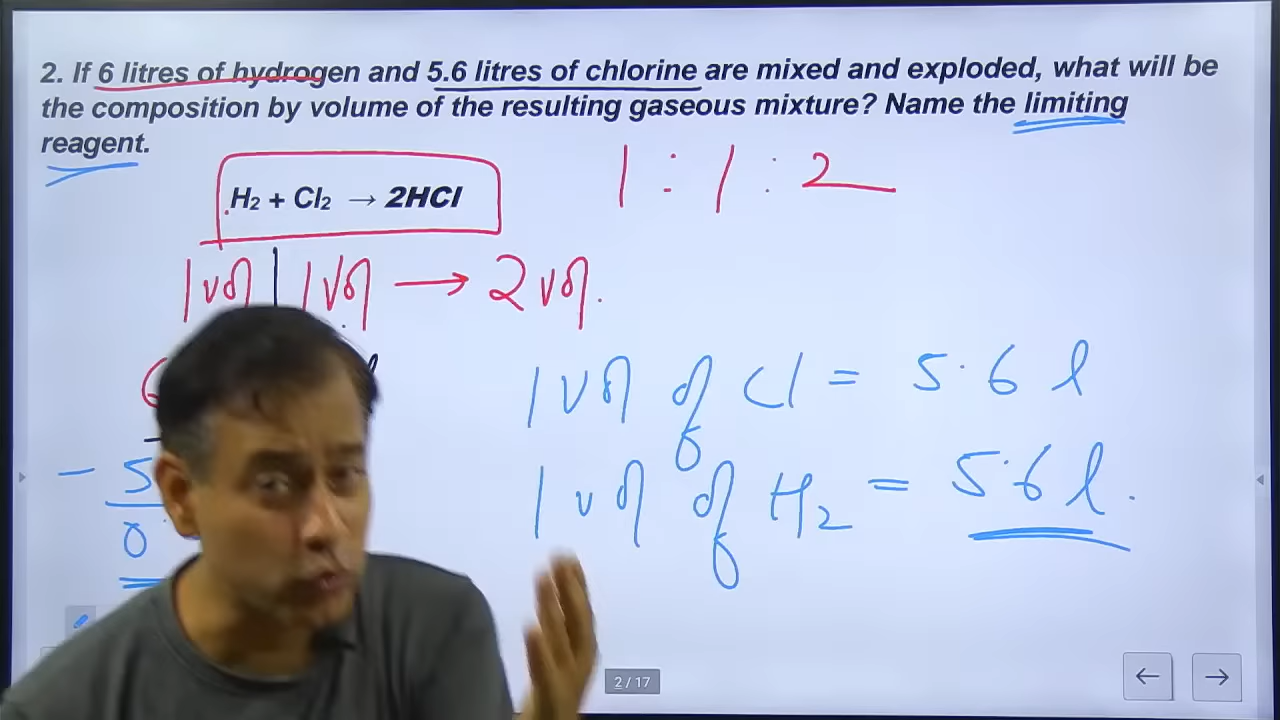 2. If 6 litres of hydrogen and 5.6 litres of chlorine are mixed and exploded, what will be
the composition by volume of the resulting gaseous mixture? Name the limiting
reagent.
1 : 1 : 2
H₂ + Cl₂ → 2HCl
1 vol 1 vol → 2 vol.
6
1 vol of Cl = 5.6 l
- 5
1 vol of H₂ = 5.6 l.
0.
2 / 17